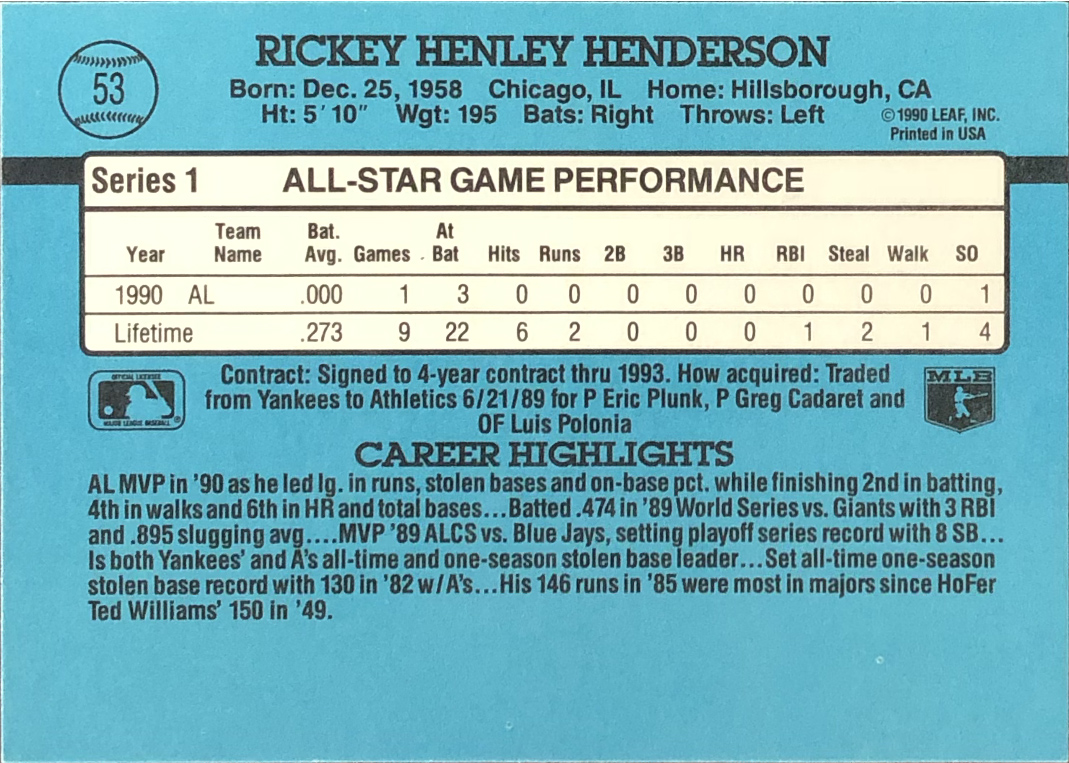 53
RICKEY HENLEY HENDERSON
Born: Dec. 25, 1958 Chicago, IL Home: Hillsborough, CA
Ht: 5' 10" Wgt: 195 Bats: Right Throws: Left
©1990 LEAF, INC.
Printed in USA
Series 1 ALL-STAR GAME PERFORMANCE
Year Team Name Bat. Avg. Games At Bat Hits Runs 2B 3B HR RBI Steal Walk SO
1990 AL .000 1 3 0 0 0 0 0 0 0 0 1
Lifetime .273 9 22 6 2 0 0 0 1 2 1 4
OFFICIAL LICENSEE
MAJOR LEAGUE BASEBALL
Contract: Signed to 4-year contract thru 1993. How acquired: Traded
from Yankees to Athletics 6/21/89 for P Eric Plunk, P Greg Cadaret and
OF Luis Polonia
MLB
CAREER HIGHLIGHTS
AL MVP in '90 as he led lg. in runs, stolen bases and on-base pct. while finishing 2nd in batting,
4th in walks and 6th in HR and total bases...Batted .474 in '89 World Series vs. Giants with 3 RBI
and .895 slugging avg....MVP '89 ALCS vs. Blue Jays, setting playoff series record with 8 SB...
Is both Yankees' and A's all-time and one-season stolen base leader...Set all-time one-season
stolen base record with 130 in '82 w/A's...His 146 runs in '85 were most in majors since HoFer
Ted Williams' 150 in '49.